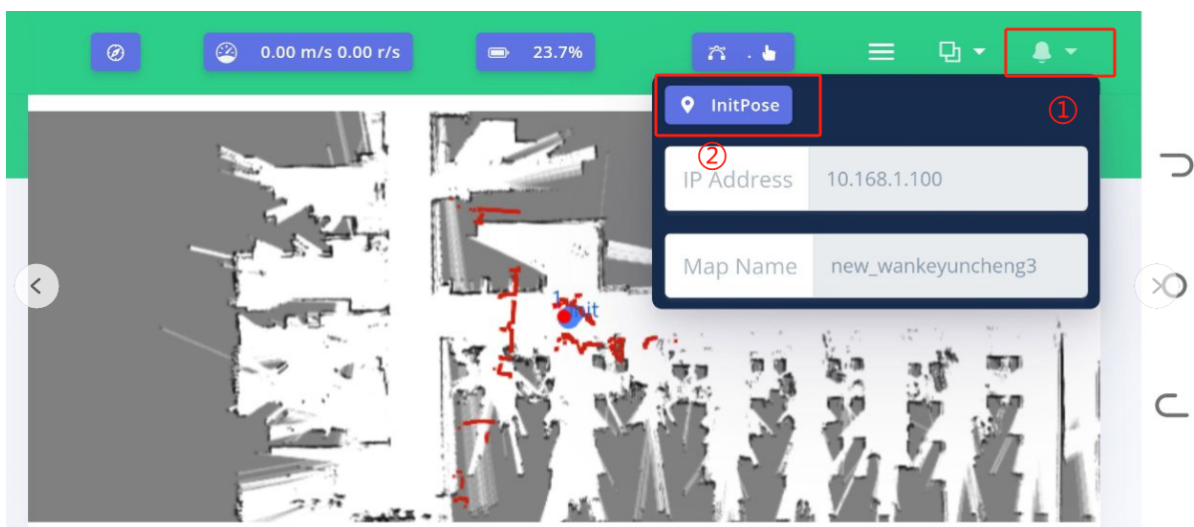 0.00 m/s 0.00 r/s
23.7%
InitPose
①
②
IP Address
10.168.1.100
Map Name
new_wankeyuncheng3